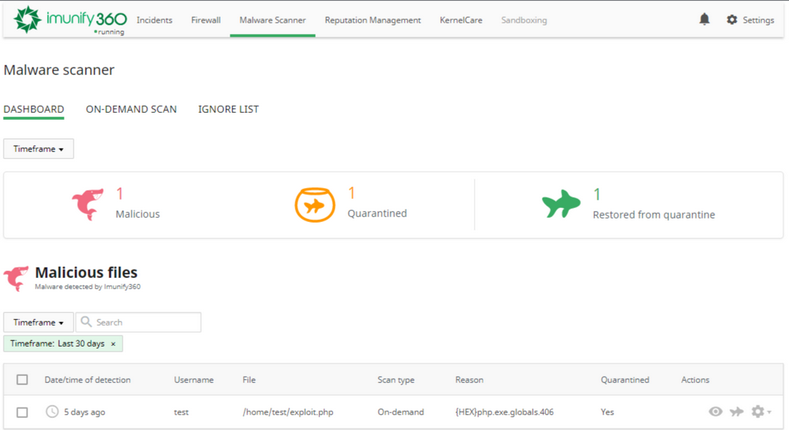 imunify360 Incidents Firewall Malware Scanner Reputation Management KernelCare Sandboxing Settings
running
Malware scanner
DASHBOARD ON-DEMAND SCAN IGNORE LIST
Timeframe
1 1 1
Malicious Quarantined Restored from quarantine
Malicious files
Malware detected by Imunify360
Timeframe Search
Timeframe: Last 30 days ×
Date/time of detection Username File Scan type Reason Quarantined Actions
5 days ago test /home/test/exploit.php On-demand {HEX}php.exe.globals.406 Yes